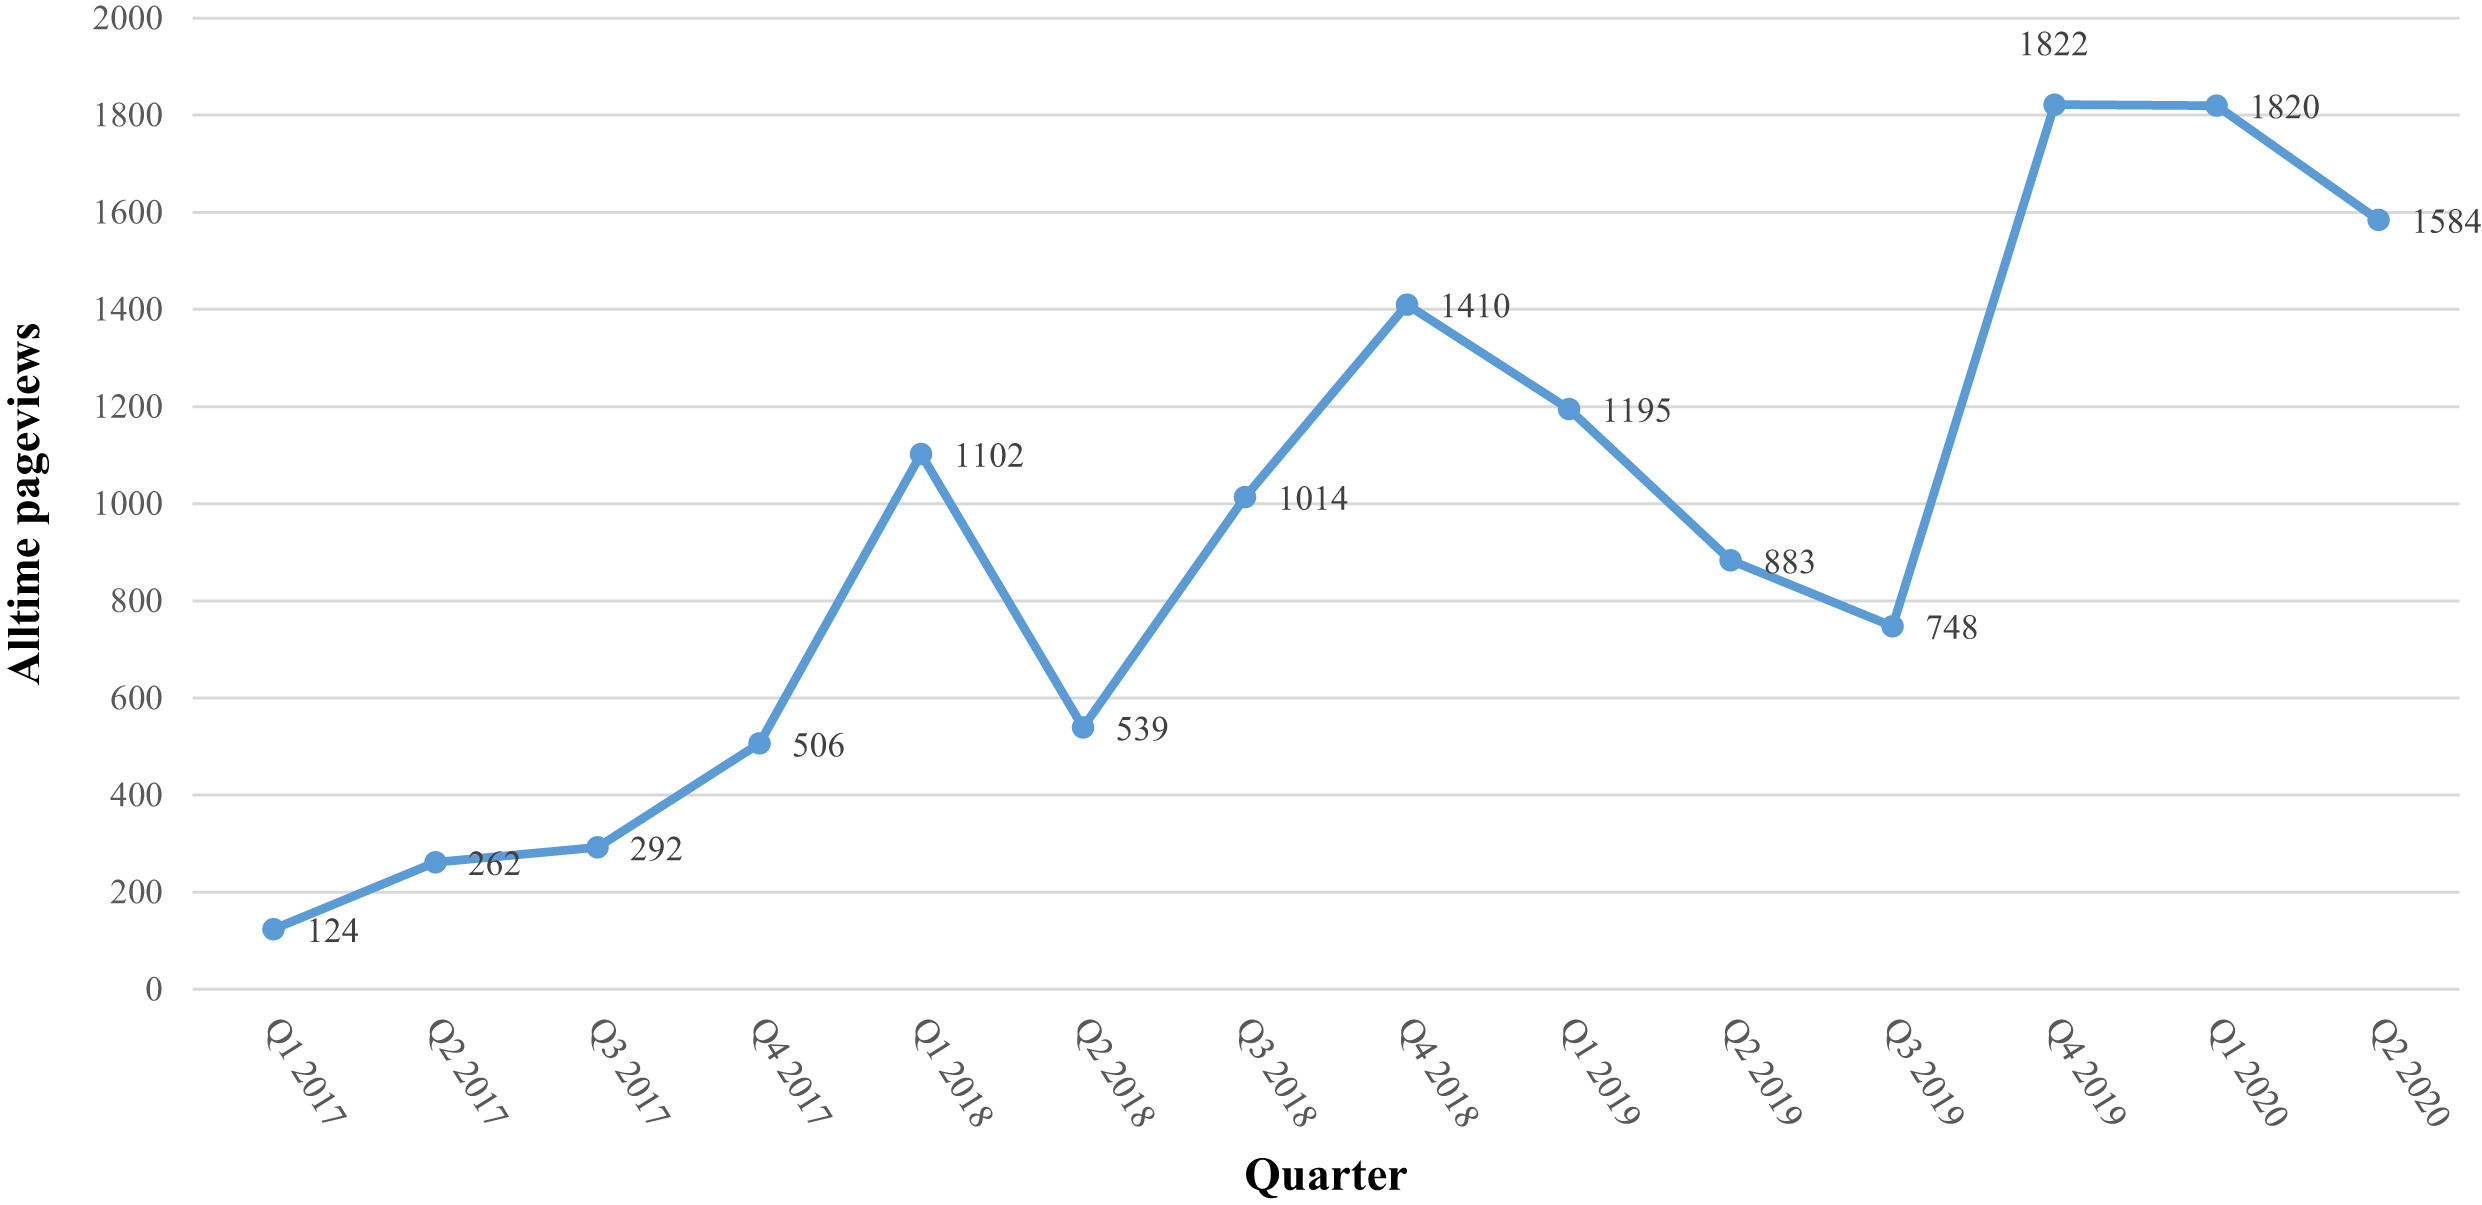 2000
1800
1600
1400
1200
1000
800
600
400
200
0
Alltime pageviews
124
262
292
506
1102
539
1014
1410
1195
883
748
1822
1820
1584
Q1 2017
Q2 2017
Q3 2017
Q4 2017
Q1 2018
Q2 2018
Q3 2018
Q4 2018
Q1 2019
Q2 2019
Q3 2019
Q4 2019
Q1 2020
Q2 2020
Quarter